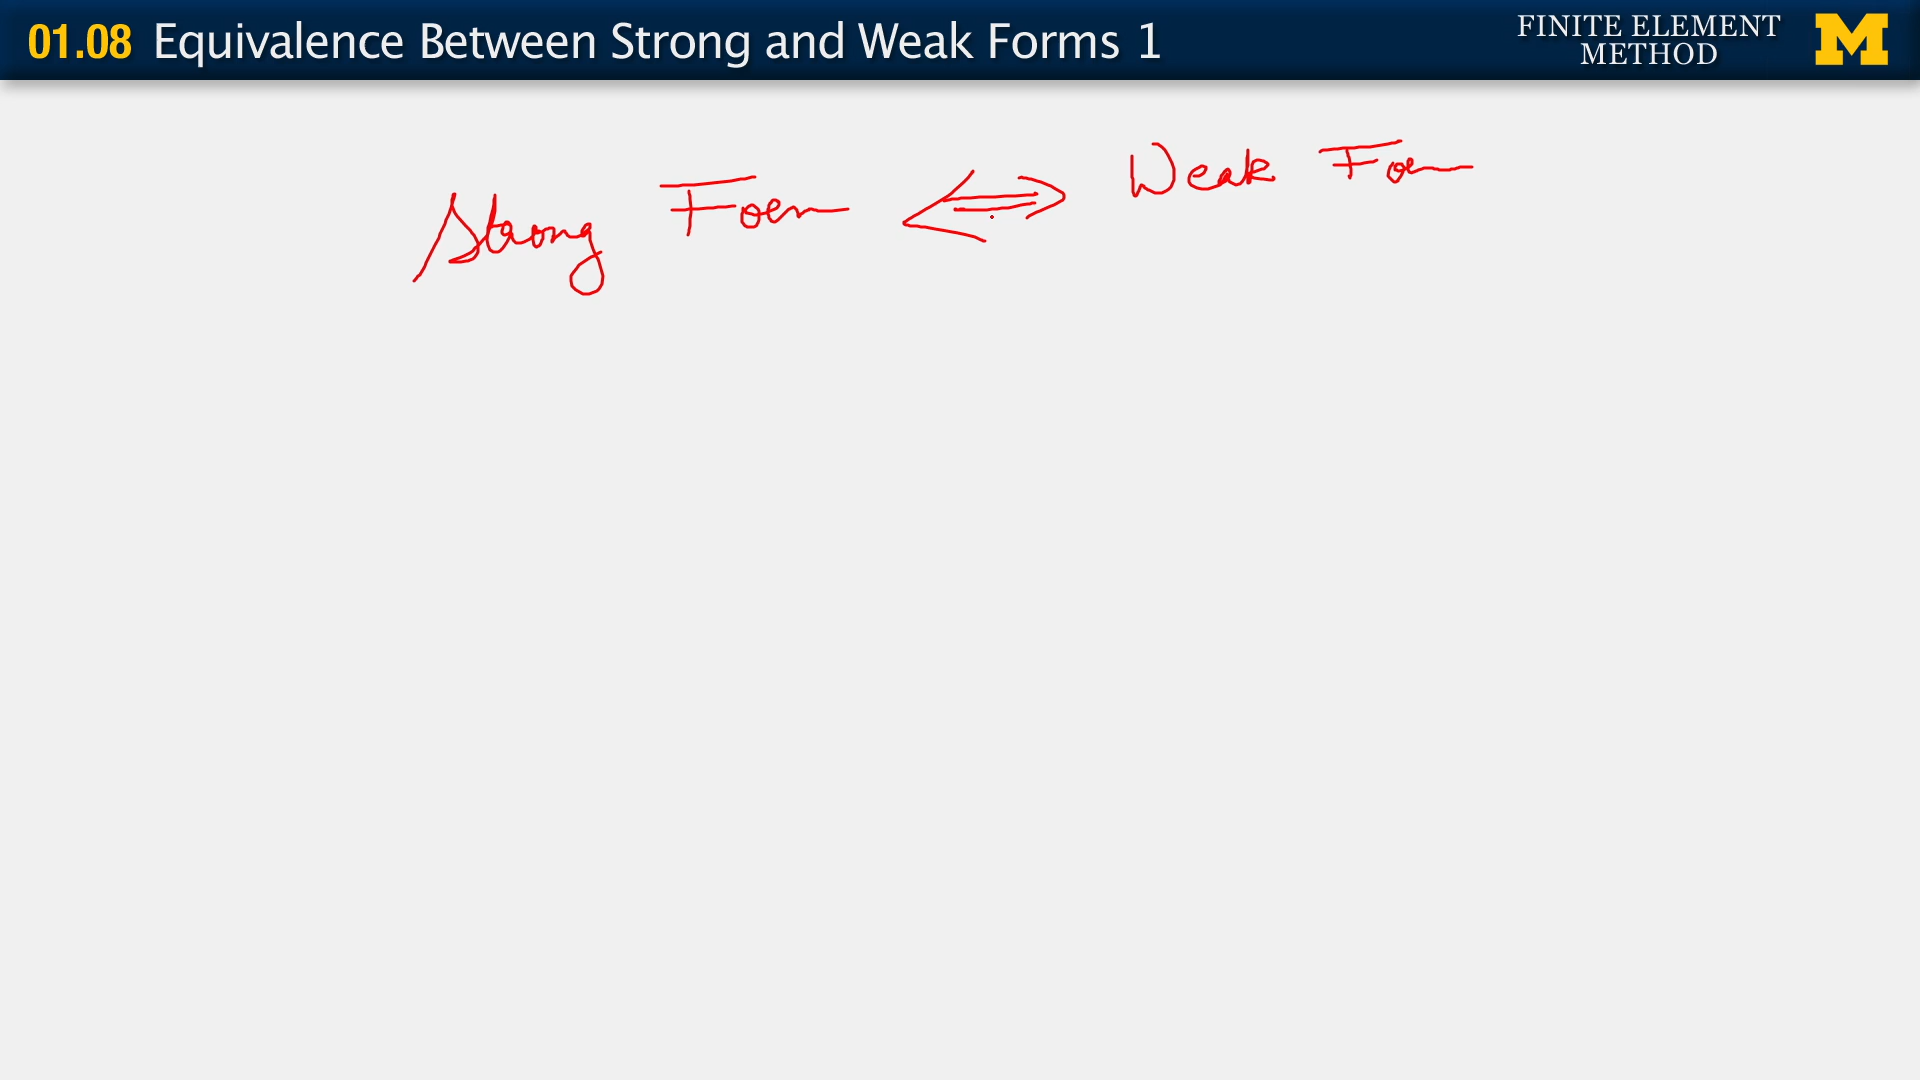 01.08 Equivalence Between Strong and Weak Forms 1
FINITE ELEMENT
METHOD
M
Strong Form ⟺ Weak Form